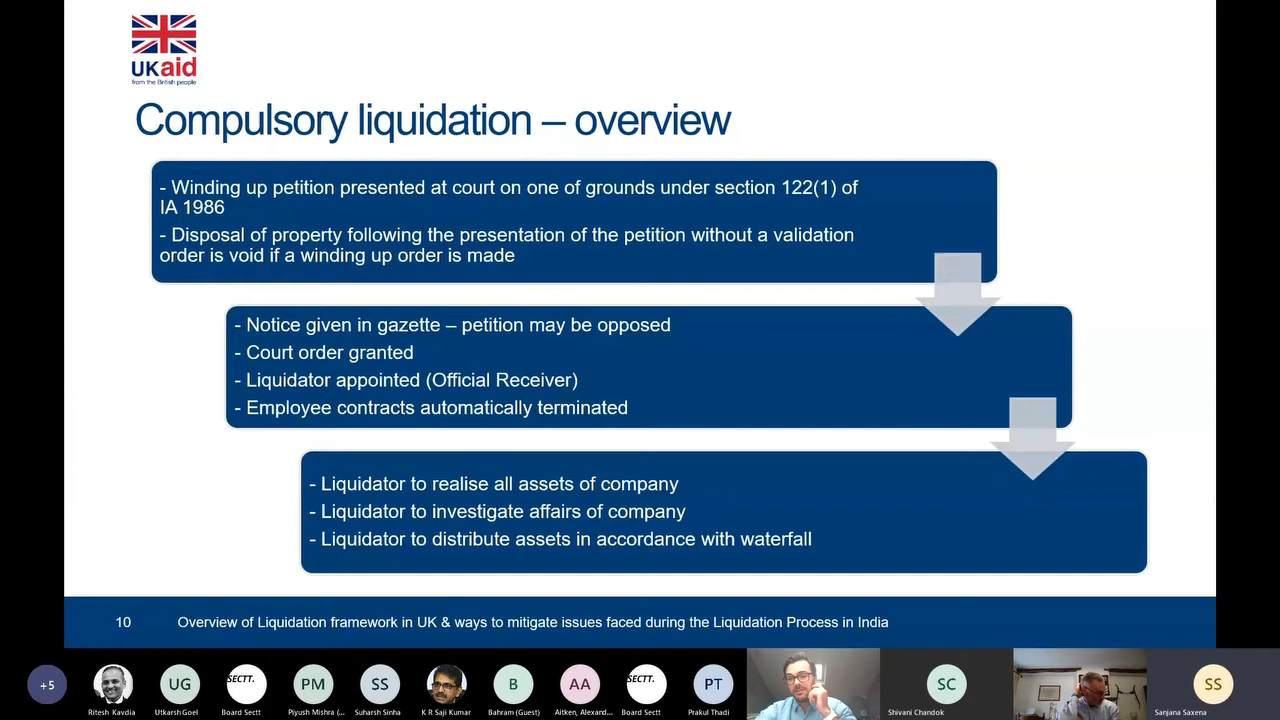 UKaid
from the British people
Compulsory liquidation – overview
- Winding up petition presented at court on one of grounds under section 122(1) of
IA 1986
- Disposal of property following the presentation of the petition without a validation
order is void if a winding up order is made
- Notice given in gazette – petition may be opposed
- Court order granted
- Liquidator appointed (Official Receiver)
- Employee contracts automatically terminated
- Liquidator to realise all assets of company
- Liquidator to investigate affairs of company
- Liquidator to distribute assets in accordance with waterfall
10 Overview of Liquidation framework in UK & ways to mitigate issues faced during the Liquidation Process in India
+5 UG SECTT. PM SS B AA SECTT. PT SC SS
Ritesh Kavdia Utkarsh Goel Board Sectt Piyush Mishra (... Suharsh Sinha K R Saji Kumar Bahram (Guest) Aitken, Alexand... Board Sectt Prakul Thadi Shivani Chandok Sanjana Saxena